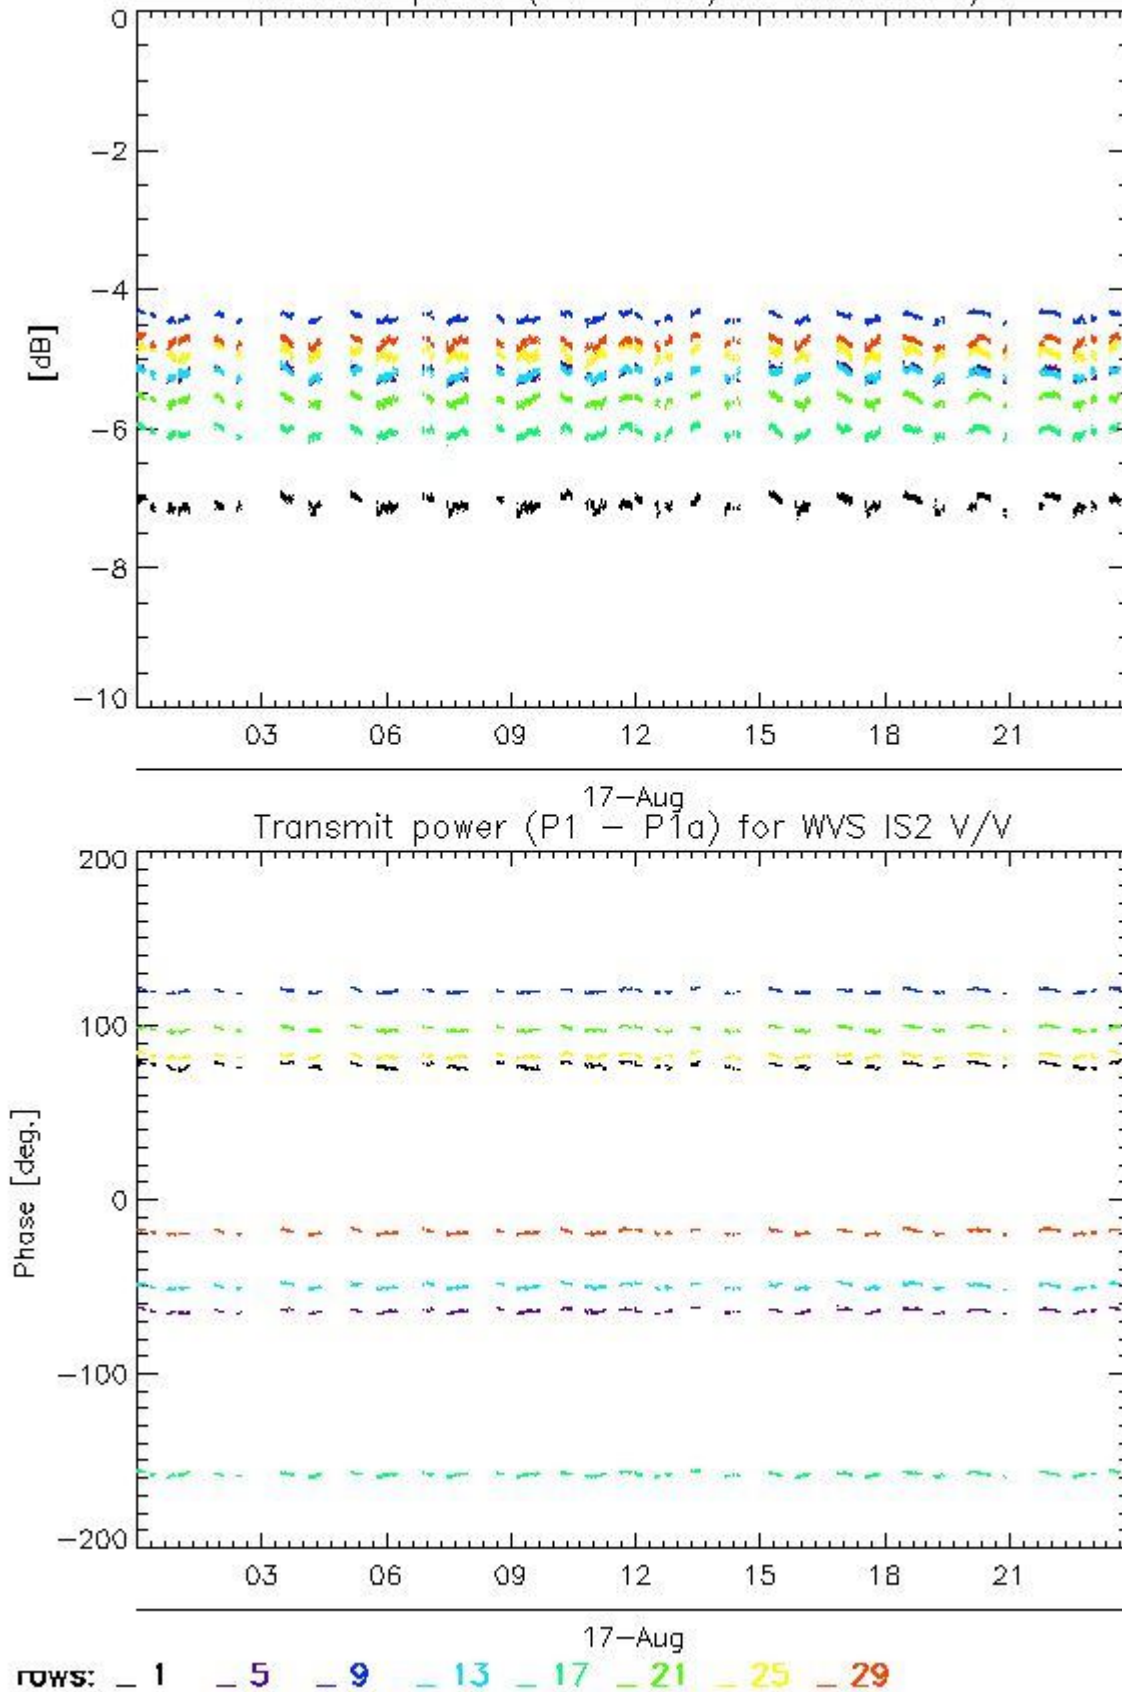 0
-2
-4
[dB]
-6
-8
-10
03 06 09 12 15 18 21
17-Aug
Transmit power (P1 - P1a) for WVS IS2 V/V
200
100
0
Phase [deg.]
-100
-200
03 06 09 12 15 18 21
17-Aug
rows: _ 1 _ 5 _ 9 _ 13 _ 17 _ 21 _ 25 _ 29